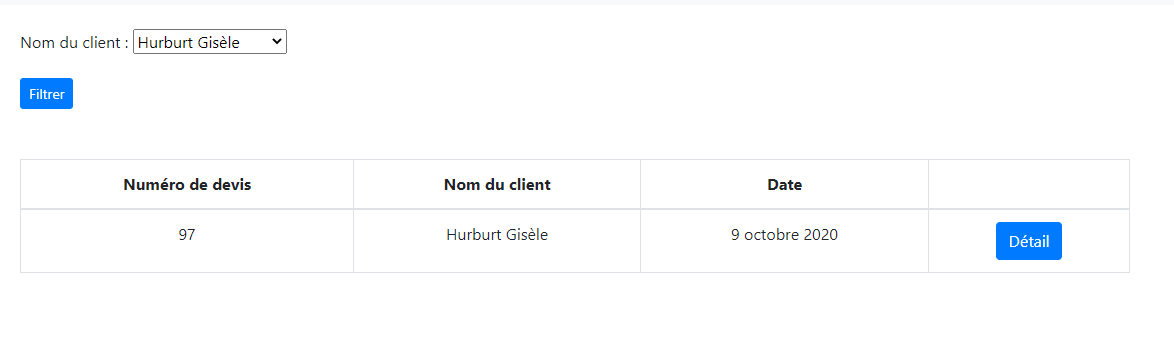 Nom du client : Hurburt Gisèle
Filtrer
Numéro de devis Nom du client Date
97 Hurburt Gisèle 9 octobre 2020 Détail